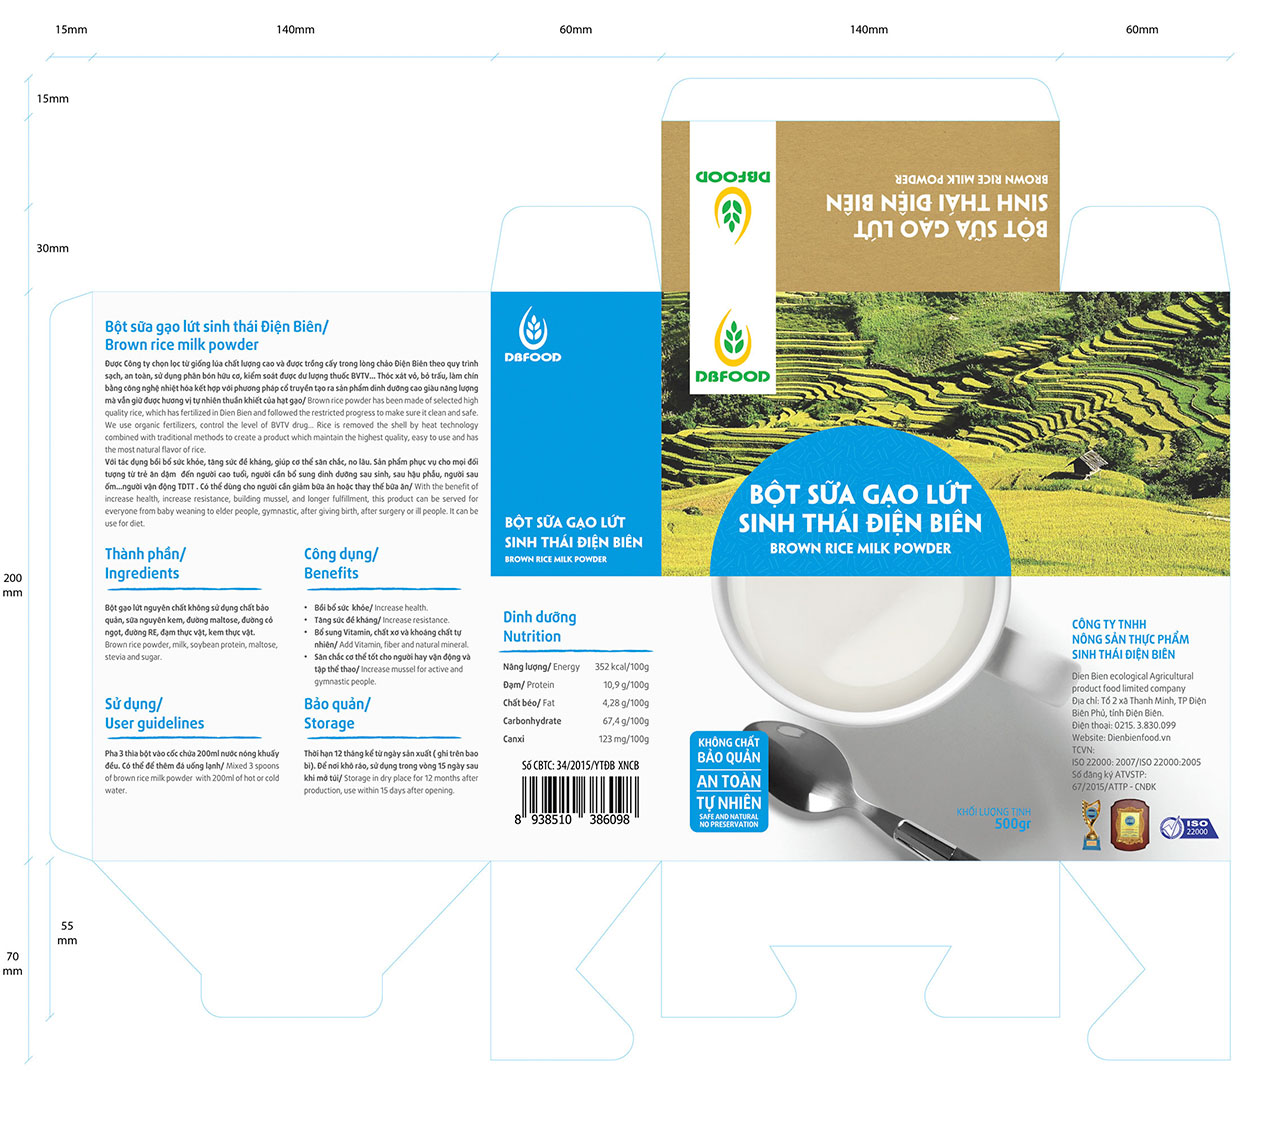 15mm
140mm
60mm
140mm
60mm
15mm
30mm
200
mm
55
mm
70
mm
DBFOOD
BỘT SỮA GẠO LỨT
SINH THÁI ĐIỆN BIÊN
BROWN RICE MILK POWDER
Bột sữa gạo lứt sinh thái Điện Biên/
Brown rice milk powder
Được Công ty chọn lọc từ giống lúa chất lượng cao và được trồng cấy trong lòng chảo Điện Biên theo quy trình
sạch, an toàn, sử dụng phân bón hữu cơ, kiểm soát được dư lượng thuốc BVTV... Thóc xát vỏ, bỏ trấu, làm chín
bằng công nghệ nhiệt hóa kết hợp với phương pháp cổ truyền tạo ra sản phẩm dinh dưỡng cao giàu năng lượng
mà vẫn giữ được hương vị tự nhiên thuần khiết của hạt gạo/ Brown rice powder has been made of selected high
quality rice, which has fertilized in Dien Bien and followed the restricted progress to make sure it clean and safe.
We use organic fertilizers, control the level of BVTV drug... Rice is removed the shell by heat technology
combined with traditional methods to create a product which maintain the highest quality, easy to use and has
the most natural flavor of rice.
Với tác dụng bồi bổ sức khỏe, tăng sức đề kháng, giúp cơ thể săn chắc, no lâu. Sản phẩm phục vụ cho mọi đối
tượng từ trẻ ăn dặm đến người cao tuổi, người cần bổ sung dinh dưỡng sau sinh, sau hậu phẫu, người sau
ốm...người vận động TDTT . Có thể dùng cho người cần giảm bữa ăn hoặc thay thế bữa ăn/ With the benefit of
increase health, increase resistance, building mussel, and longer fulfillment, this product can be served for
everyone from baby weaning to elder people, gymnastic, after giving birth, after surgery or ill people. It can be
use for diet.
Thành phần/
Ingredients
Bột gạo lứt nguyên chất không sử dụng chất bảo
quản, sữa nguyên kem, đường maltose, đường cỏ
ngọt, đường RE, đạm thực vật, kem thực vật.
Brown rice powder, milk, soybean protein, maltose,
stevia and sugar.
Công dụng/
Benefits
• Bồi bổ sức khỏe/ Increase health.
• Tăng sức đề kháng/ Increase resistance.
• Bổ sung Vitamin, chất xơ và khoáng chất tự
nhiên/ Add Vitamin, fiber and natural mineral.
• Săn chắc cơ thể tốt cho người hay vận động và
tập thể thao/ Increase mussel for active and
gymnastic people.
Sử dụng/
User guidelines
Pha 3 thìa bột vào cốc chứa 200ml nước nóng khuấy
đều. Có thể để thêm đá uống lạnh/ Mixed 3 spoons
of brown rice milk powder with 200ml of hot or cold
water.
Bảo quản/
Storage
Thời hạn 12 tháng kể từ ngày sản xuất ( ghi trên bao
bì). Để nơi khô ráo, sử dụng trong vòng 15 ngày sau
khi mở túi/ Storage in dry place for 12 months after
production, use within 15 days after opening.
DBFOOD
BỘT SỮA GẠO LỨT
SINH THÁI ĐIỆN BIÊN
BROWN RICE MILK POWDER
Dinh dưỡng
Nutrition
Năng lượng/ Energy 352 kcal/100g
Đạm/ Protein 10,9 g/100g
Chất béo/ Fat 4,28 g/100g
Carbonhydrate 67,4 g/100g
Canxi 123 mg/100g
Số CBTC: 34/2015/YTĐB XNCB
8 938510 386098
DBFOOD
BỘT SỮA GẠO LỨT
SINH THÁI ĐIỆN BIÊN
BROWN RICE MILK POWDER
KHÔNG CHẤT
BẢO QUẢN
AN TOÀN
TỰ NHIÊN
SAFE AND NATURAL
NO PRESERVATION
KHỐI LƯỢNG TỊNH
500gr
CÔNG TY TNHH
NÔNG SẢN THỰC PHẨM
SINH THÁI ĐIỆN BIÊN
Dien Bien ecological Agricultural
product food limited company
Địa chỉ: Tổ 2 xã Thanh Minh, TP Điện
Biên Phủ, tỉnh Điện Biên.
Điện thoại: 0215. 3.830.099
Website: Dienbienfood.vn
TCVN:
ISO 22000: 2007/ISO 22000:2005
Số đăng ký ATVSTP:
67/2015/ATTP - CNĐK
ISO
22000